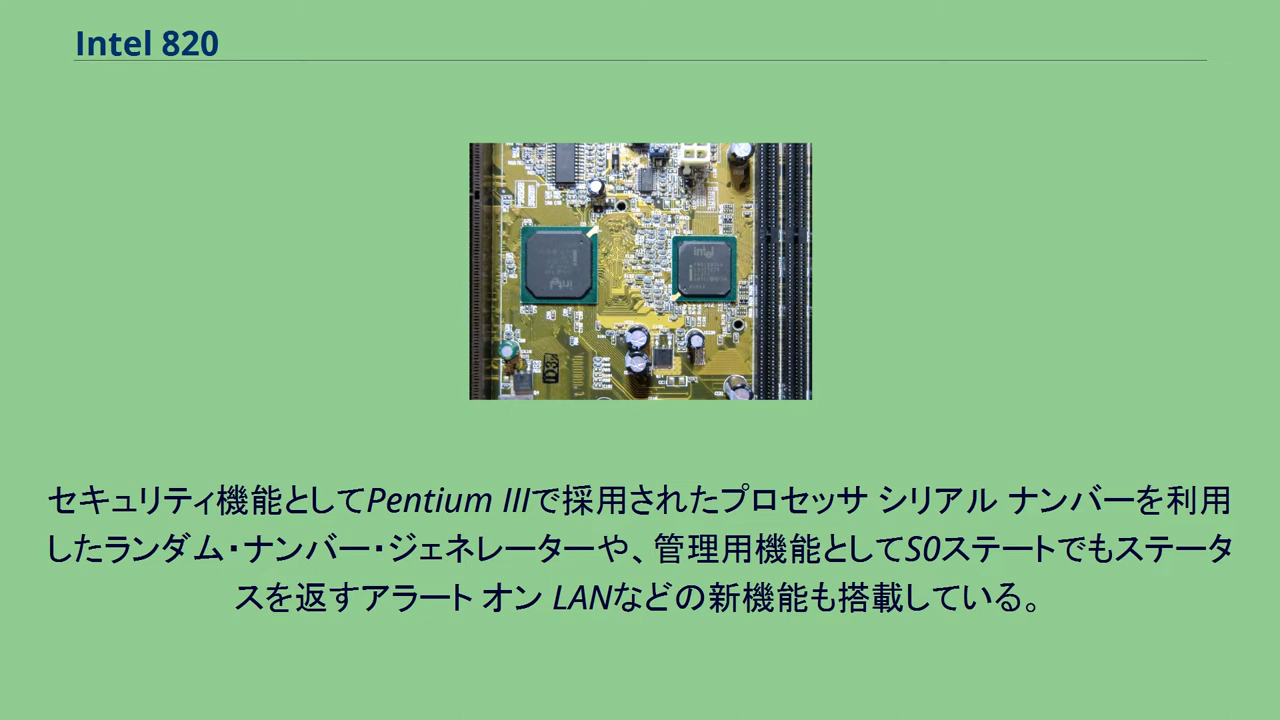 Intel 820
intel
intel
セキュリティ機能としてPentium IIIで採用されたプロセッサ シリアル ナンバーを利用
したランダム・ナンバー・ジェネレーターや、管理用機能としてS0ステートでもステータ
スを返すアラート オン LANなどの新機能も搭載している。